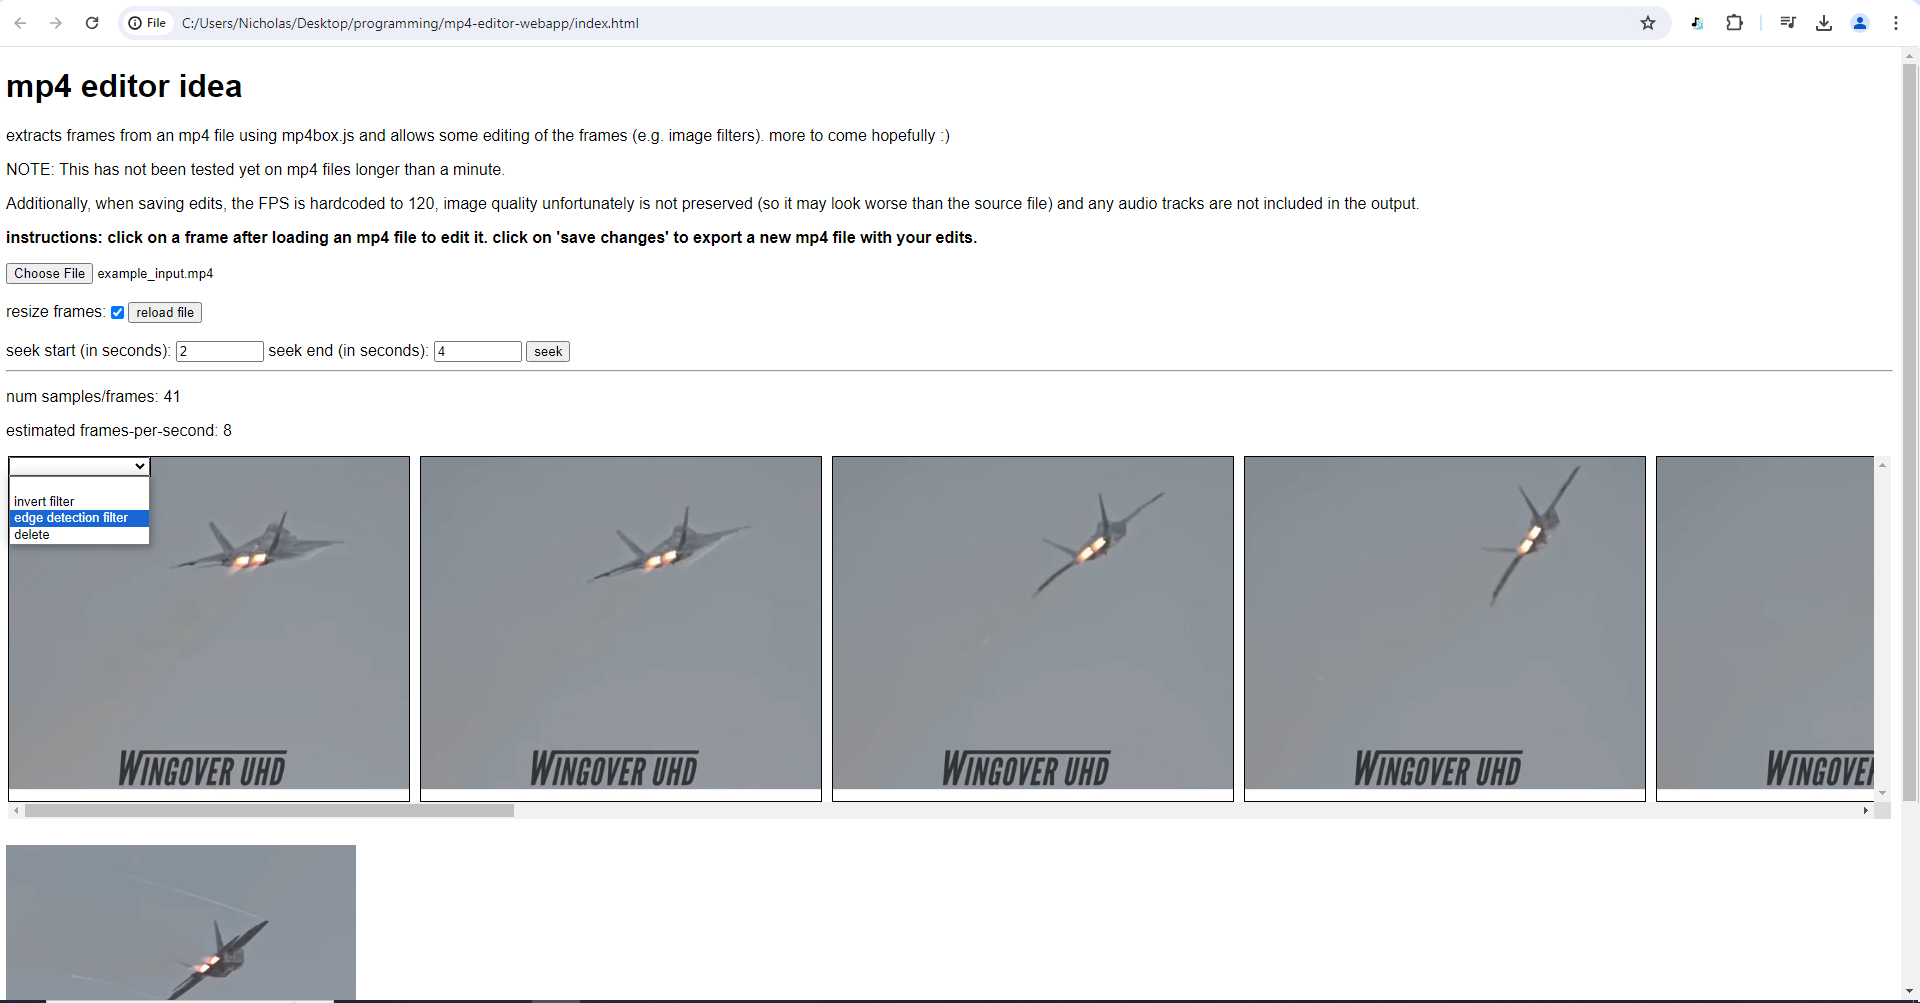 File C:/Users/Nicholas/Desktop/programming/mp4-editor-webapp/index.html
mp4 editor idea
extracts frames from an mp4 file using mp4box.js and allows some editing of the frames (e.g. image filters). more to come hopefully :)
NOTE: This has not been tested yet on mp4 files longer than a minute.
Additionally, when saving edits, the FPS is hardcoded to 120, image quality unfortunately is not preserved (so it may look worse than the source file) and any audio tracks are not included in the output.
instructions: click on a frame after loading an mp4 file to edit it. click on 'save changes' to export a new mp4 file with your edits.
Choose File example_input.mp4
resize frames: reload file
seek start (in seconds): 2 seek end (in seconds): 4 seek
num samples/frames: 41
estimated frames-per-second: 8
invert filter
edge detection filter
delete
WINGOVER UHD WINGOVER UHD WINGOVER UHD WINGOVER UHD WINGOVE